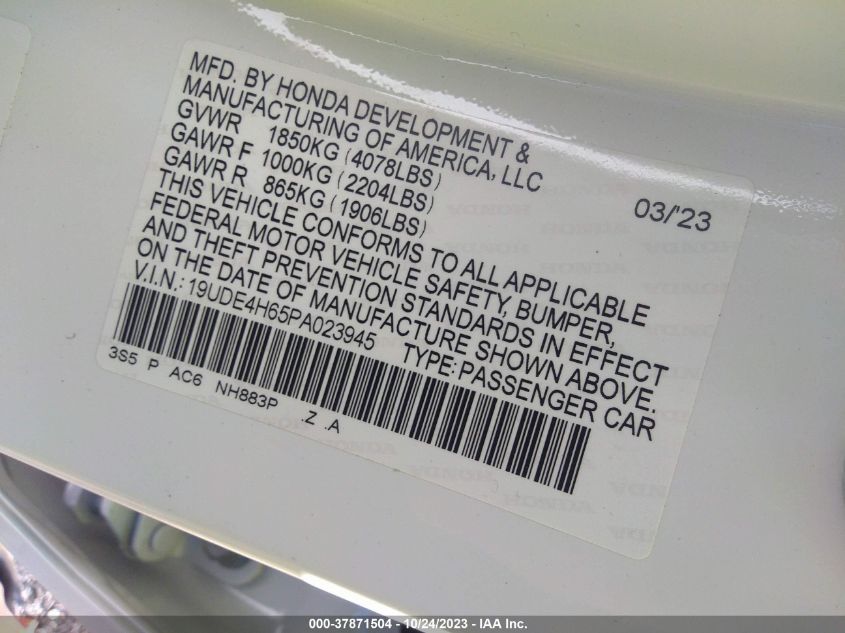 MFD. BY HONDA DEVELOPMENT &
MANUFACTURING OF AMERICA, LLC
GVWR 1850KG (4078LBS)
GAWR F 1000KG (2204LBS)
GAWR R 865KG (1906LBS)
03/'23
THIS VEHICLE CONFORMS TO ALL APPLICABLE
FEDERAL MOTOR VEHICLE SAFETY, BUMPER,
AND THEFT PREVENTION STANDARDS IN EFFECT
ON THE DATE OF MANUFACTURE SHOWN ABOVE.
V.I.N.: 19UDE4H65PA023945 TYPE: PASSENGER CAR
3S5 P AC6 NH883P .Z .A
000-37871504 | 10/24/2023 | IAA Inc.